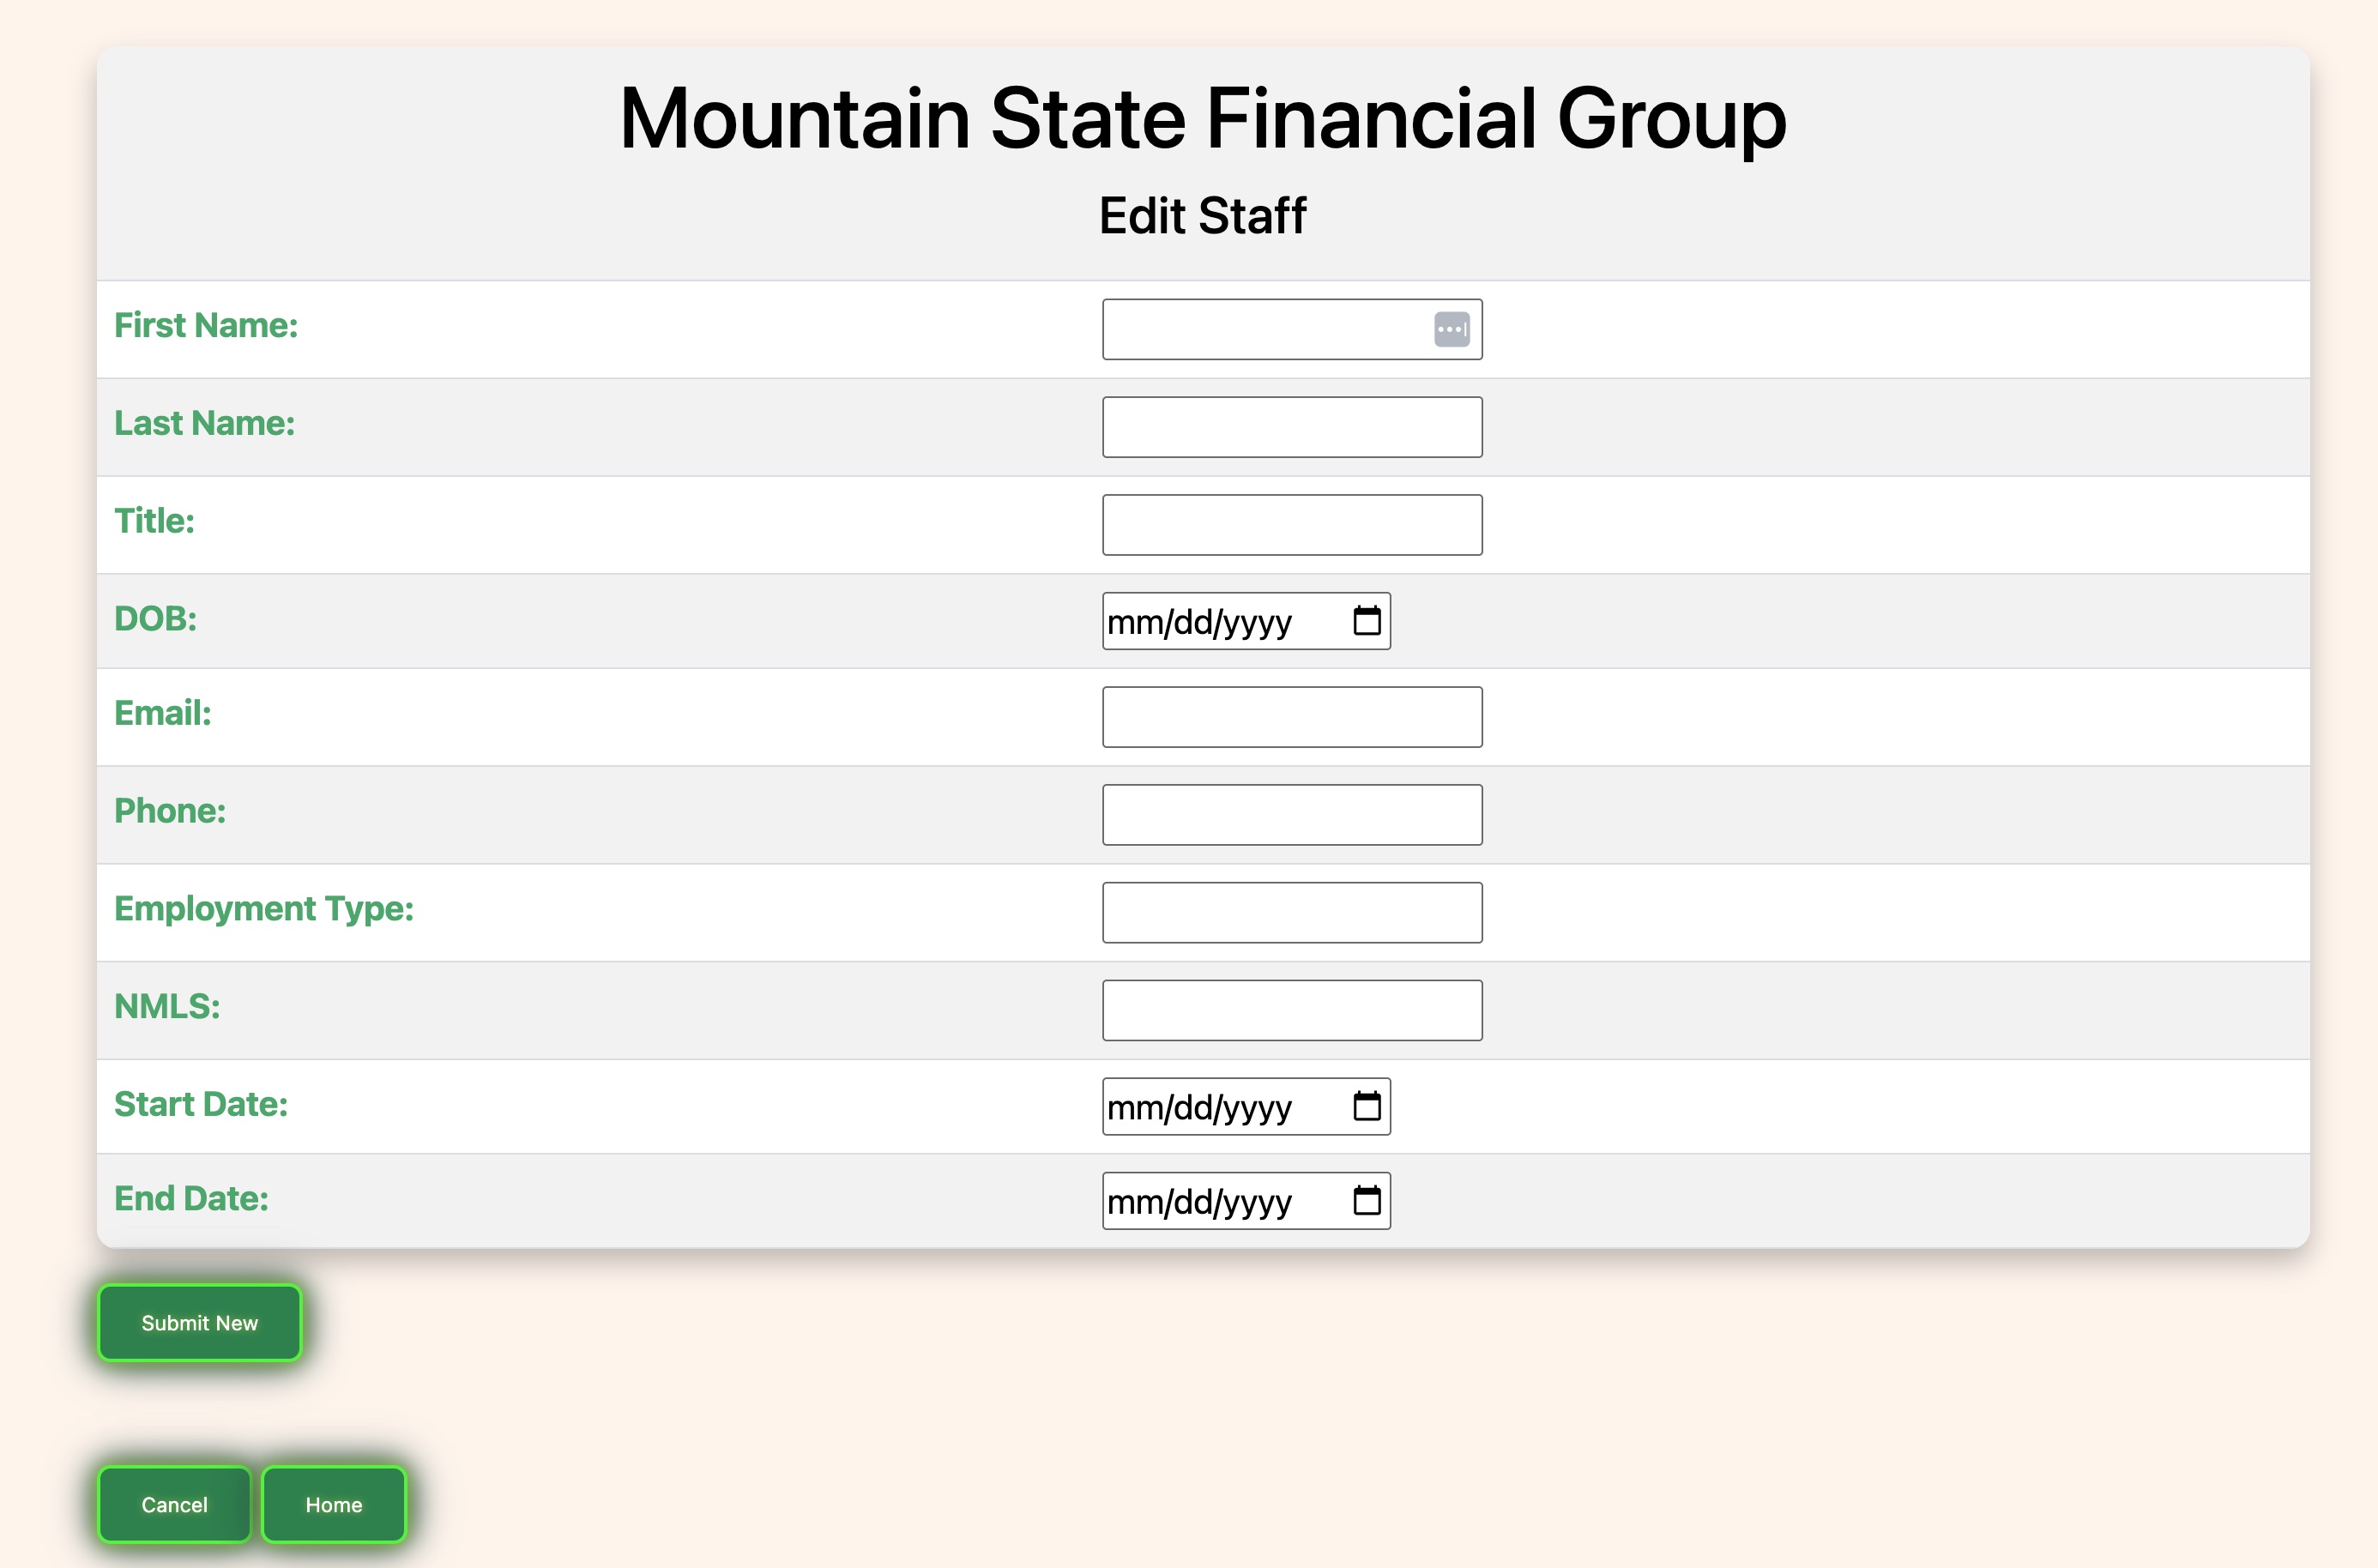 Mountain State Financial Group
Edit Staff
First Name:
Last Name:
Title:
DOB: mm/dd/yyyy
Email:
Phone:
Employment Type:
NMLS:
Start Date: mm/dd/yyyy
End Date: mm/dd/yyyy
Submit New
Cancel Home